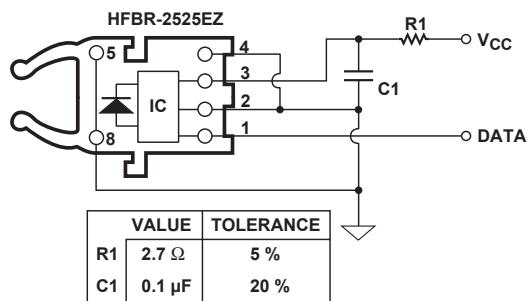 HFBR-2525EZ
R1
VCC
5
4
3
IC
C1
2
1
8
DATA
VALUE TOLERANCE
R1 2.7 Ω 5 %
C1 0.1 µF 20 %